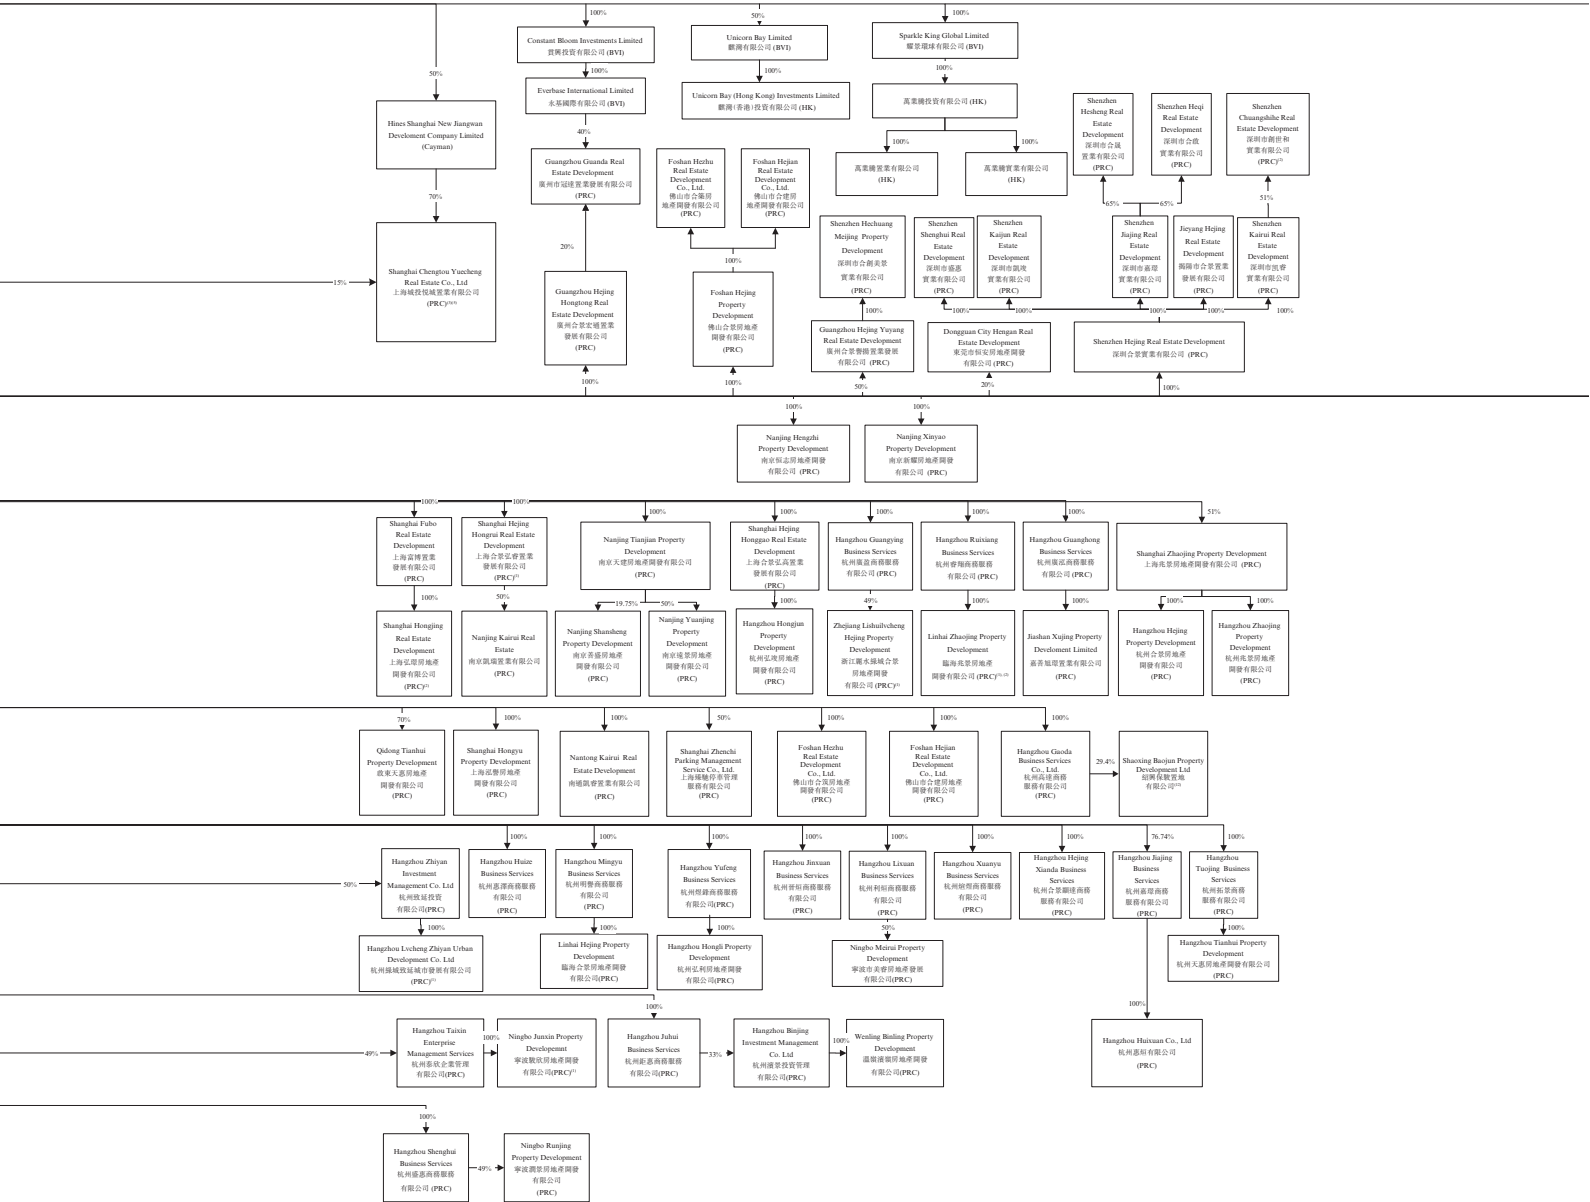 100%
50%
100%
Constant Bloom Investments Limited
貫興投資有限公司 (BVI)
Unicorn Bay Limited
麒灣有限公司 (BVI)
Sparkle King Global Limited
耀景環球有限公司 (BVI)
50%
100%
100%
100%
Everbase International Limited
永基國際有限公司 (BVI)
Unicorn Bay (Hong Kong) Investments Limited
麒灣(香港)投資有限公司 (HK)
萬業騰投資有限公司 (HK)
Hines Shanghai New Jiangwan
Develoment Company Limited
(Cayman)
Shenzhen
Hesheng Real
Estate
Development
深圳市合晟
置業有限公司
(PRC)
Shenzhen Heqi
Real Estate
Development
深圳市合啟
實業有限公司
(PRC)
Shenzhen
Chuangshihe Real
Estate Development
深圳市創世和
實業有限公司
(PRC)⁽²⁾
40%
100%
100%
Guangzhou Guanda Real
Estate Development
廣州市冠達置業發展有限公司
(PRC)
Foshan Hezhu
Real Estate
Development
Co., Ltd.
佛山市合築房
地產開發有限公司
(PRC)
Foshan Hejian
Real Estate
Development
Co., Ltd.
佛山市合建房
地產開發有限公司
(PRC)
萬業騰置業有限公司
(HK)
萬業騰實業有限公司
(HK)
70%
65%
65%
51%
20%
100%
Shanghai Chengtou Yuecheng
Real Estate Co., Ltd
上海城投悅城置業有限公司
15%
Shenzhen Hechuang
Meijing Property
Development
深圳市合創美景
實業有限公司
(PRC)
Shenzhen
Shenghui Real
Estate
Development
深圳市盛惠
實業有限公司
(PRC)
Shenzhen
Kaijun Real
Estate
Development
深圳市凱竣
實業有限公司
(PRC)
Shenzhen
Jiajing Real
Estate
Development
深圳市嘉璟
實業有限公司
(PRC)
Jieyang Hejing
Real Estate
Development
揭陽市合景置業
發展有限公司
(PRC)
Shenzhen
Kairui Real
Estate
Development
深圳市凱睿
實業有限公司
(PRC)
Guangzhou Hejing
Hongtong Real
Estate Development
廣州合景宏通置業
發展有限公司
(PRC)
Foshan Hejing
Property
Development
佛山合景房地產
開發有限公司
(PRC)
100%
100%
100%
100%
100%
100%
Guangzhou Hejing Yuyang
Real Estate Development
有限公司 (PRC)
Dongguan City Hengan Real
Estate Development
東莞市恒安房地產開發
有限公司 (PRC)
Shenzhen Hejing Real Estate Development
深圳合景實業有限公司 (PRC)
100%
100%
50%
20%
100%
100%
100%
Nanjing Hengzhi
Property Development
南京恒志房地產開發
有限公司 (PRC)
Nanjing Xinyao
Property Development
南京新耀房地產開發
有限公司 (PRC)
100%
100%
100%
100%
100%
100%
100%
51%
Shanghai Fubo
Real Estate
Development
上海富博置業
發展有限公司
(PRC)
Shanghai Hejing
Hongrui Real Estate
Development
上海合景弘睿置業
發展有限公司
(PRC)⁽³⁾
Nanjing Tianjian Property
Development
南京天建房地產開發有限公司
(PRC)
Shanghai Hejing
Honggao Real Estate
Development
上海合景弘高置業
發展有限公司
(PRC)
Hangzhou Guangying
Business Services
杭州廣盈商務服務
有限公司 (PRC)
Hangzhou Ruixiang
Business Services
杭州睿翔商務服務
有限公司 (PRC)
Hangzhou Guanghong
Business Services
杭州廣泓商務服務
有限公司 (PRC)
Shanghai Zhaojing Property Development
上海兆景房地產開發有限公司 (PRC)
100%
50%
19.75%
50%
100%
49%
100%
100%
100%
100%
Shanghai Hongjing
Real Estate
Development
上海弘璟房地產
開發有限公司
(PRC)⁽²⁾
Nanjing Kairui Real
Estate
南京凱瑞置業有限公司
(PRC)
Nanjing Shansheng
Property Development
南京善盛房地產
開發有限公司
(PRC)
Nanjing Yuanjing
Property
Development
南京遠景房地產
開發有限公司
(PRC)
Hangzhou Hongjun
Property
Development
杭州弘竣房地產
開發有限公司
(PRC)
Zhejiang Lishuilvcheng
Hejing Property
Development
浙江麗水綠城合景
房地產開發
有限公司 (PRC)⁽¹⁾
Linhai Zhaojing Property
Development
臨海兆景房地產
開發有限公司 (PRC)⁽¹⁾, ⁽²⁾
Jiashan Xujing Property
Develoment Limited
嘉善旭璟置業有限公司
(PRC)
Hangzhou Hejing
Property Development
杭州合景房地產
開發有限公司
(PRC)
Hangzhou Zhaojing
Property
Development
杭州兆景房地產
開發有限公司
(PRC)
70%
100%
100%
50%
100%
100%
100%
Qidong Tianhui
Property Development
啟東天惠房地產
開發有限公司
(PRC)
Shanghai Hongyu
Property Development
上海泓譽房地產
開發有限公司
(PRC)
Nantong Kairui Real
Estate Development
南通凱睿置業有限公司
(PRC)
Shanghai Zhenchi
Parking Management
Service Co., Ltd.
上海臻馳停車管理
服務有限公司
(PRC)
Foshan Hezhu
Real Estate
Development
Co., Ltd.
佛山市合筑房地產
開發有限公司
(PRC)
Foshan Hejian
Real Estate
Development
Co., Ltd.
佛山市合建房地產
開發有限公司
(PRC)
Hangzhou Gaoda
Business Services
Co., Ltd.
杭州高達商務
服務有限公司
(PRC)
29.4%
Shaoxing Baojun Property
Development Ltd
紹興保駿置地
有限公司⁽¹²⁾
100%
100%
100%
100%
100%
100%
100%
76.74%
100%
50%
Hangzhou Zhiyan
Investment
Management Co. Ltd
杭州致延投資
有限公司(PRC)
Hangzhou Huize
Business Services
杭州惠澤商務服務
有限公司
(PRC)
Hangzhou Mingyu
Business Services
杭州明譽商務服務
有限公司
(PRC)
Hangzhou Yufeng
Business Services
杭州煜鋒商務服務
有限公司 (PRC)
Hangzhou Jinxuan
Business Services
杭州晉烜商務服務
有限公司(PRC)
Hangzhou Lixuan
Business Services
杭州利烜商務服務
有限公司(PRC)
Hangzhou Xuanyu
Business Services
杭州煊煜商務服務
有限公司(PRC)
Hangzhou Hejing
Xianda Business
Services
杭州合景顯達商務
服務有限公司(PRC)
Hangzhou Jiajing
Business
Services
杭州嘉璟商務
服務有限公司
(PRC)
Hangzhou
Tuojing Business
Services
杭州拓景商務
服務有限公司
(PRC)
100%
100%
100%
50%
100%
Hangzhou Lvcheng Zhiyan Urban
Development Co. Ltd
杭州綠城致延城市發展有限公司
(PRC)⁽¹⁾
Linhai Hejing Property
Development
臨海合景房地產開發
有限公司(PRC)
Hangzhou Hongli Property
Development
杭州弘利房地產開發
有限公司(PRC)
Ningbo Meirui Property
Development
寧波市美睿房地產發展
有限公司(PRC)
Hangzhou Tianhui Property
Development
杭州天惠房地產開發有限公司
(PRC)
100%
100%
49%
Hangzhou Taixin
Enterprise
Management Services
杭州泰欣企業管理
有限公司(PRC)
100%
Ningbo Junxin Property
Developemnt
寧波駿欣房地產開發
有限公司(PRC)⁽¹⁾
Hangzhou Juhui
Business Services
杭州鉅惠商務服務
有限公司(PRC)
33%
Hangzhou Binjing
Investment Management
Co. Ltd
杭州濱景投資管理
有限公司(PRC)
100%
Wenling Binling Property
Development
溫嶺濱嶺房地產開發
有限公司(PRC)
Hangzhou Huixuan Co., Ltd
杭州惠烜有限公司
(PRC)
100%
Hangzhou Shenghui
Business Services
杭州盛惠商務服務
有限公司 (PRC)
49%
Ningbo Runjing
Property Development
寧波潤景房地產開發
有限公司
(PRC)